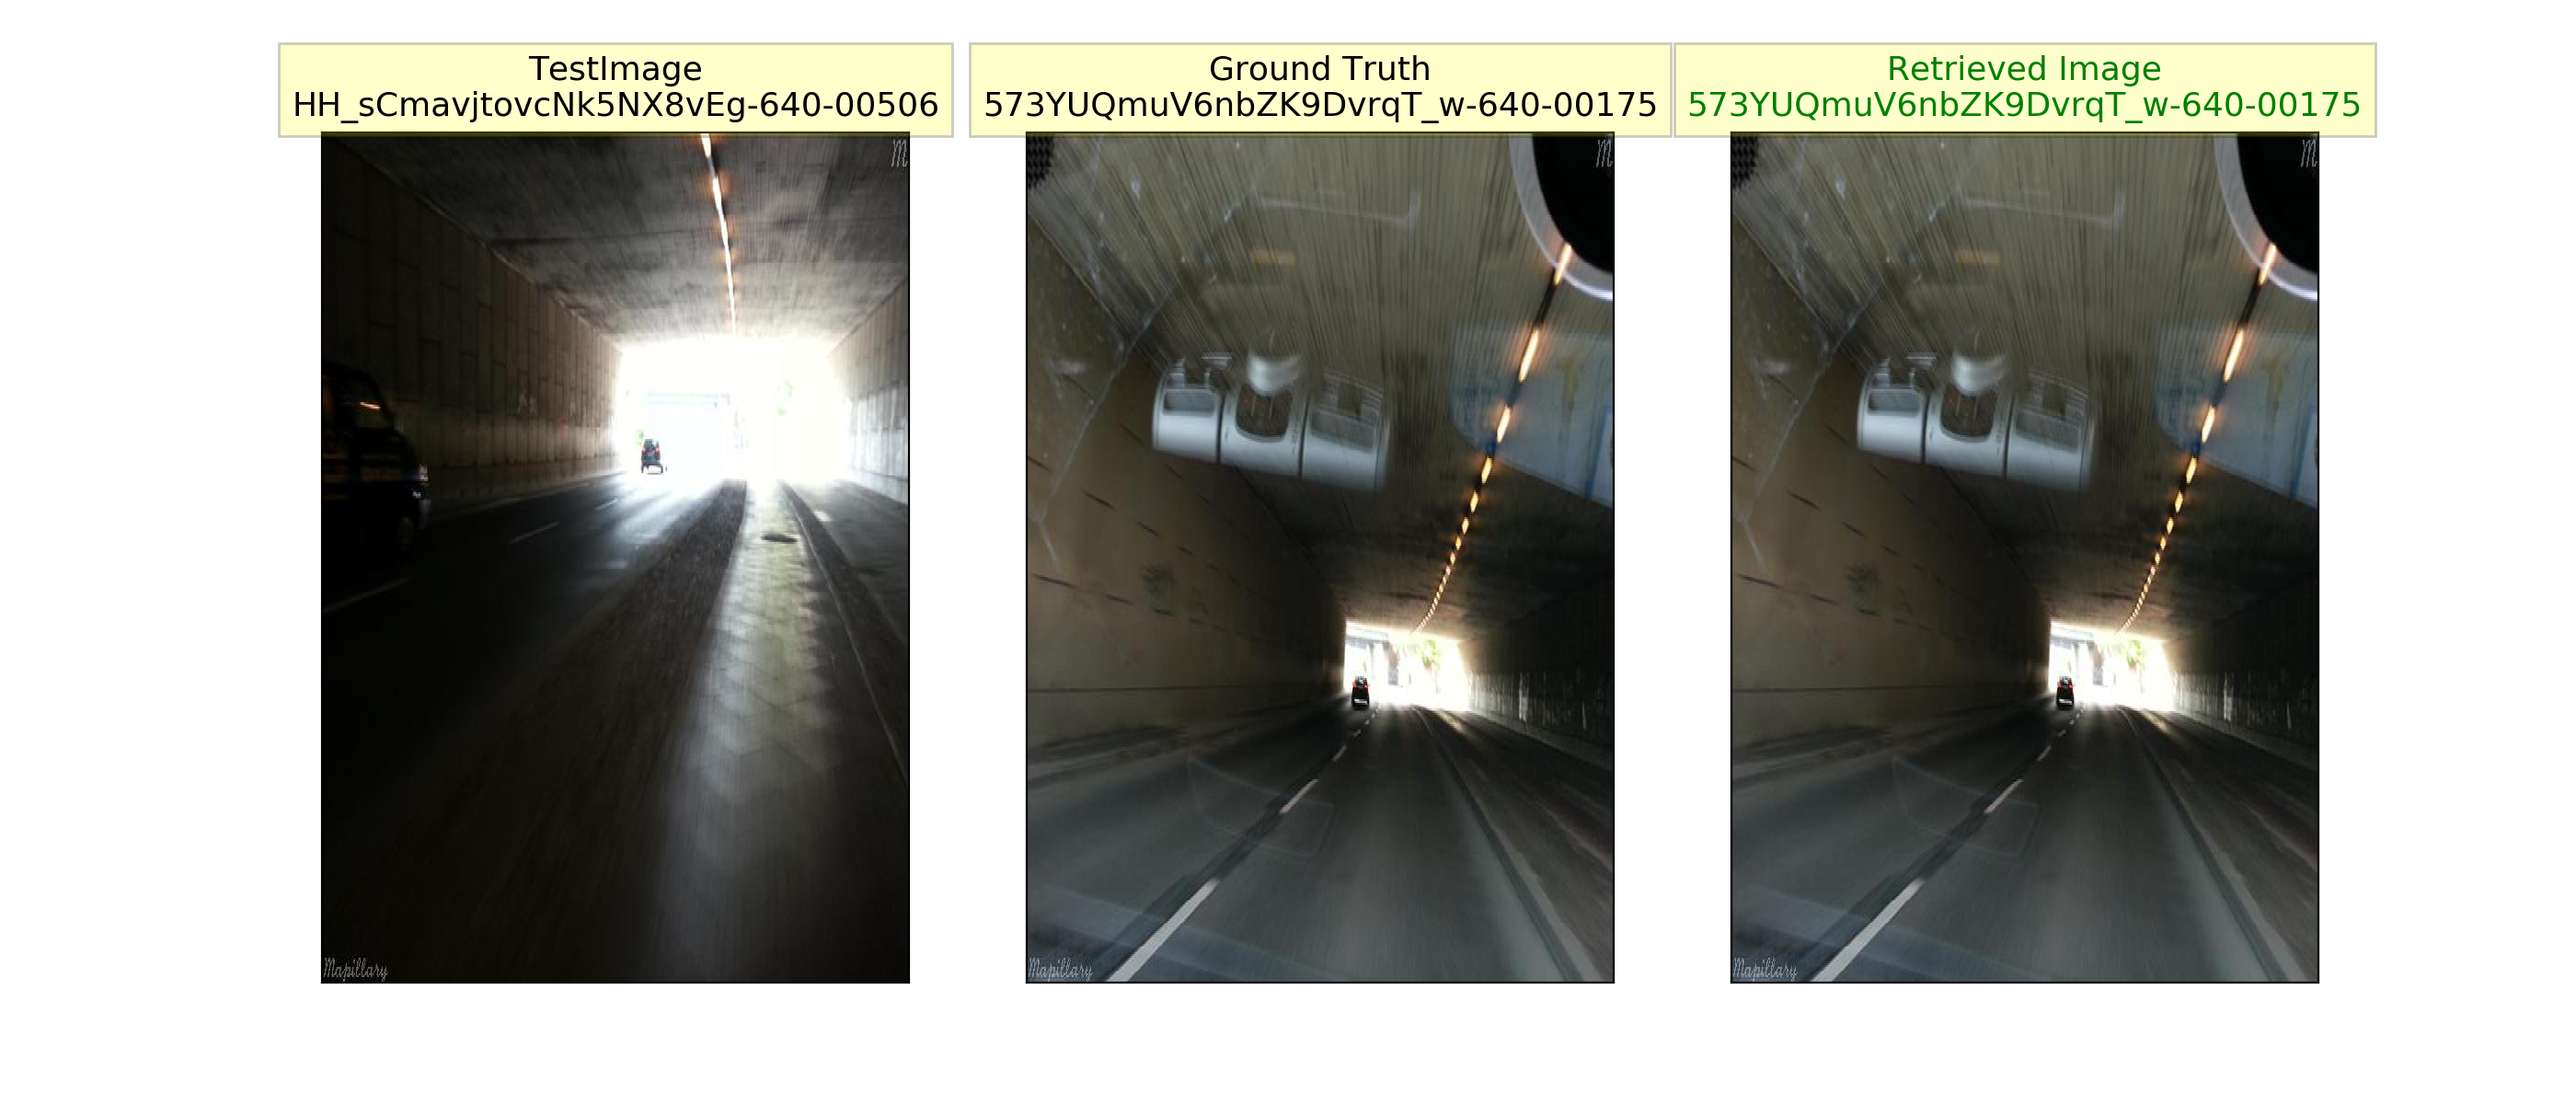 TestImage
HH_sCmavjtovcNk5NX8vEg-640-00506
Ground Truth
573YUQmuV6nbZK9DvrqT_w-640-00175
Retrieved Image
573YUQmuV6nbZK9DvrqT_w-640-00175
M
M
M
Mapillary
Mapillary
Mapillary